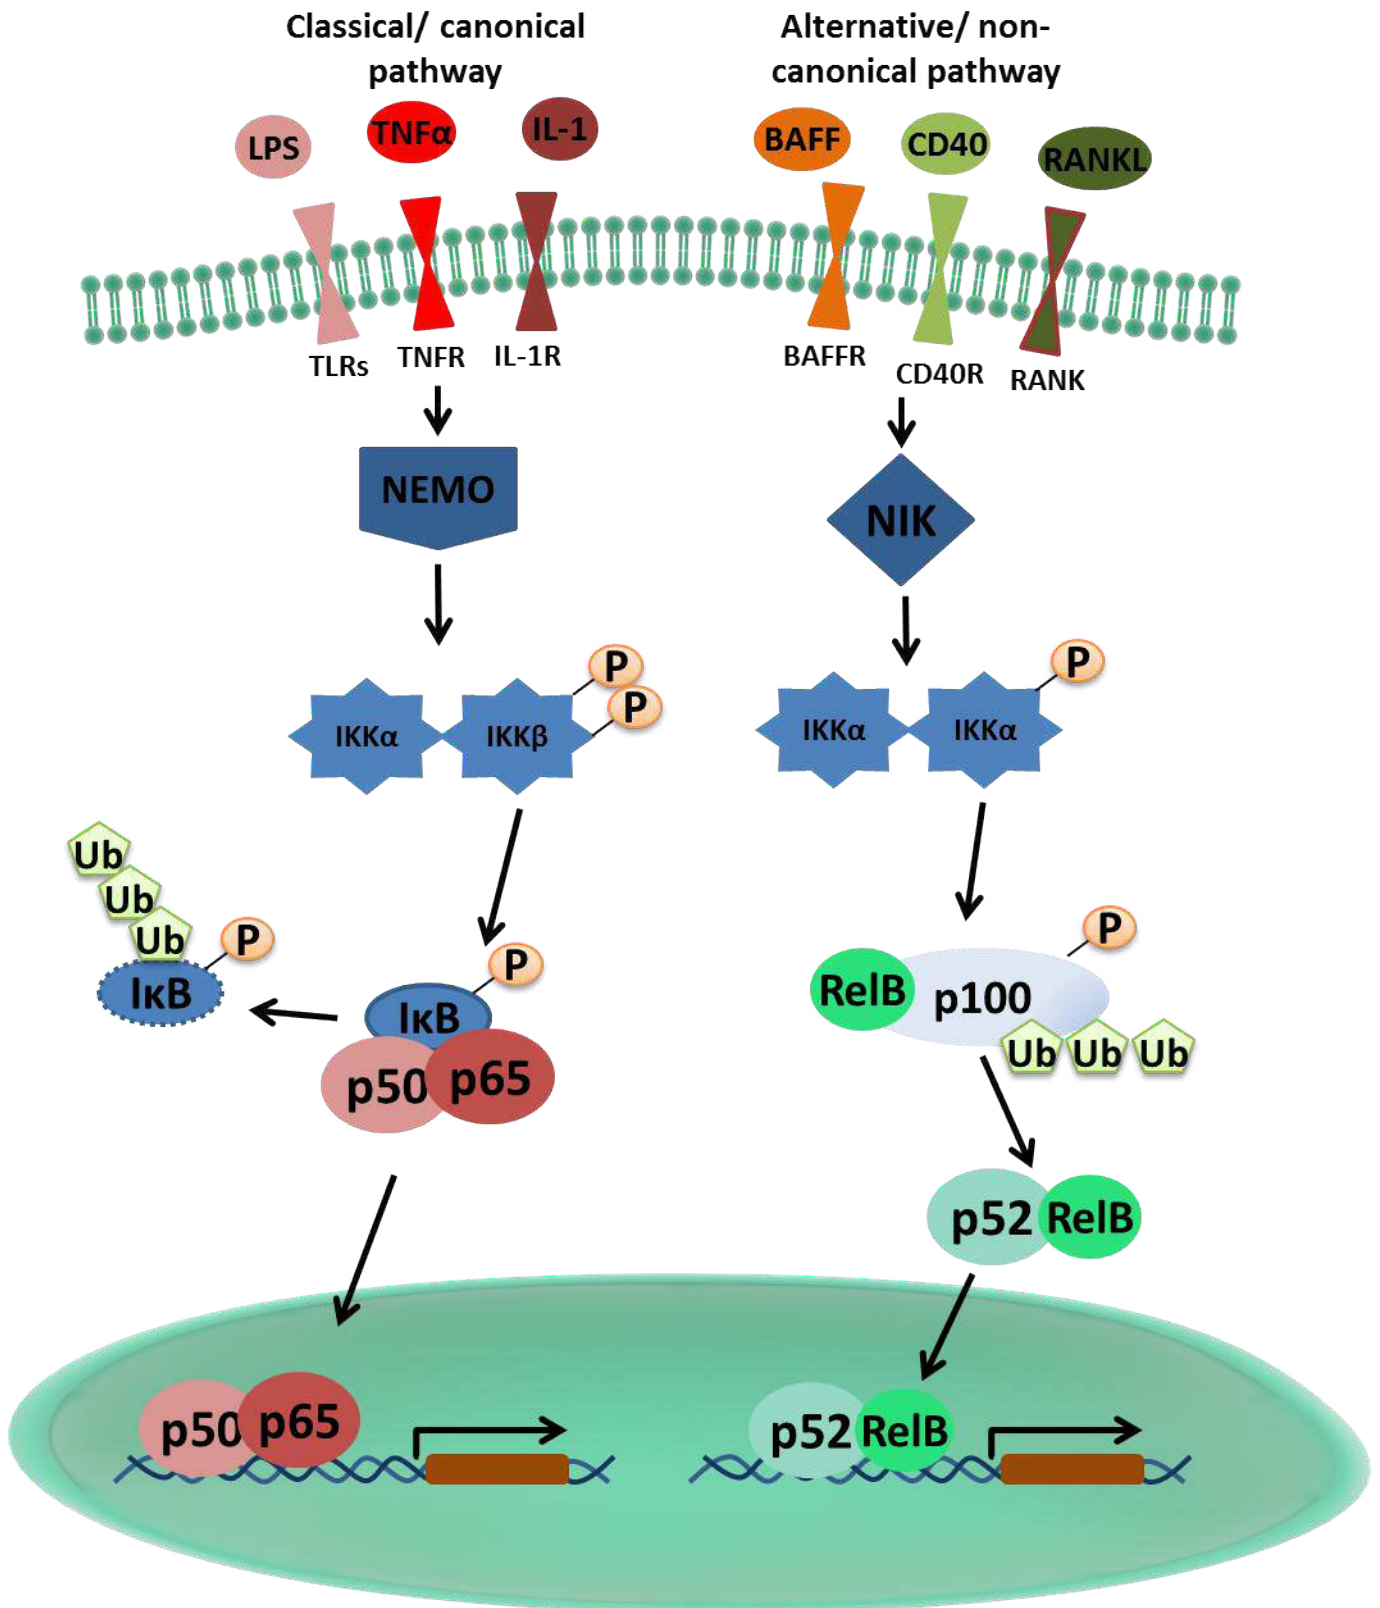 Classical/ canonical
pathway
Alternative/ non-
canonical pathway
LPS
TNFα
IL-1
BAFF
CD40
RANKL
TLRs
TNFR
IL-1R
BAFFR
CD40R
RANK
NEMO
NIK
IKKα
IKKβ
P
P
IKKα
IKKα
P
Ub
Ub
Ub
P
IκB
P
IκB
p50
p65
RelB
p100
P
Ub
Ub
Ub
p52
RelB
p50
p65
p52
RelB